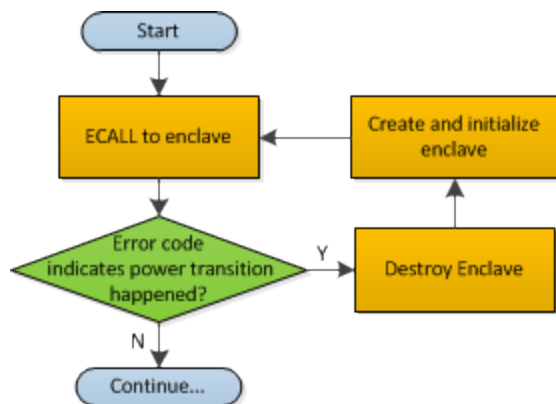 Start
ECALL to enclave
Create and initialize
enclave
Error code
indicates power transition
happened?
Y
Destroy Enclave
N
Continue...